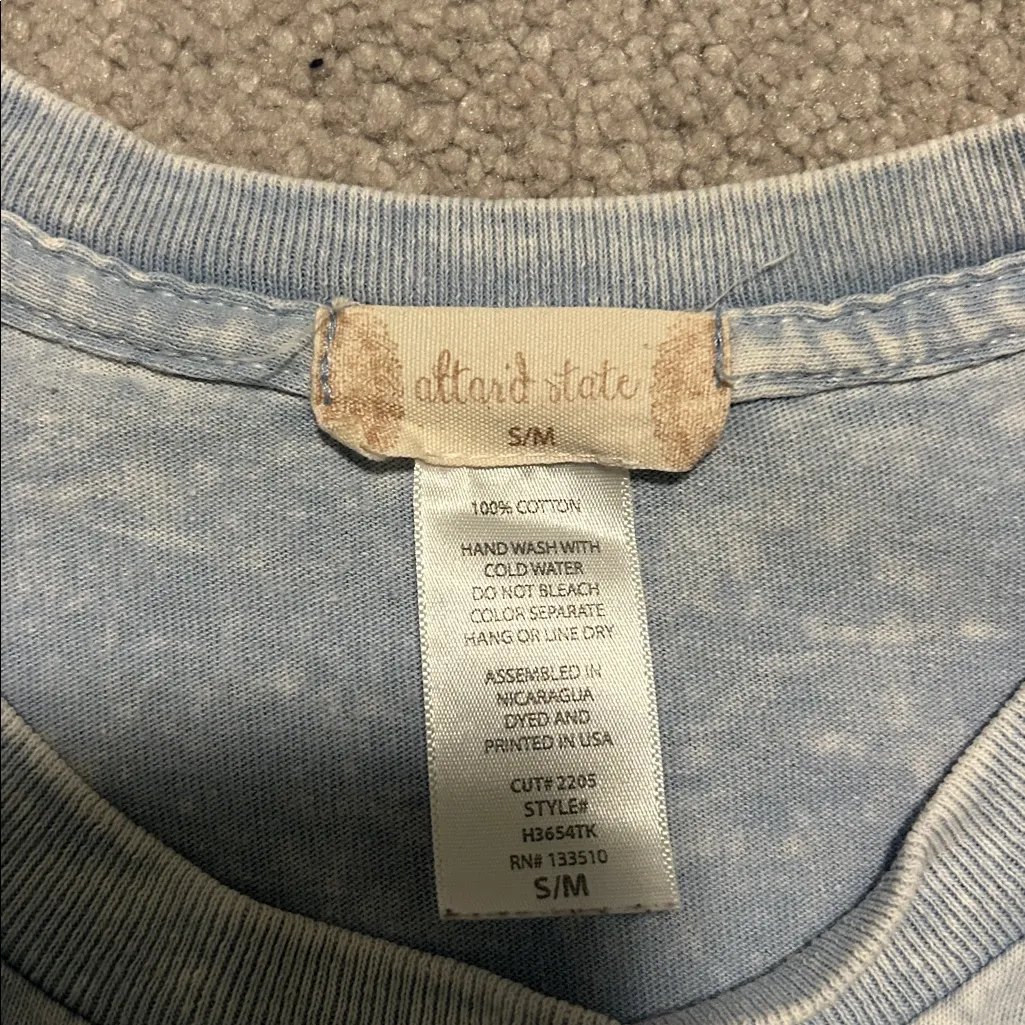 altar'd state
S/M
100% COTTON
HAND WASH WITH
COLD WATER
DO NOT BLEACH
COLOR SEPARATE
HANG OR LINE DRY
ASSEMBLED IN
NICARAGUA
DYED AND
PRINTED IN USA
CUT# 2205
STYLE#
H3654TK
RN# 133510
S/M